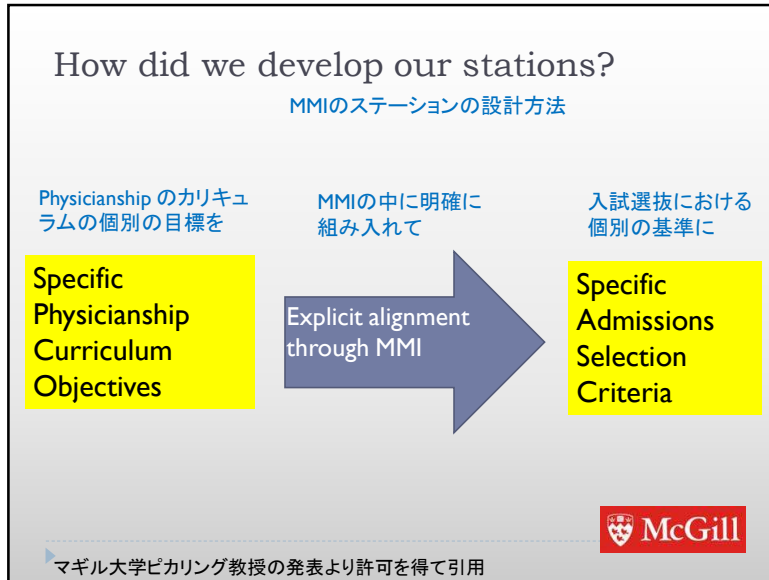 How did we develop our stations?
MMIのステーションの設計方法
Physicianship のカリキュ
ラムの個別の目標を
MMIの中に明確に
組み入れて
入試選抜における
個別の基準に
Specific
Physicianship
Curriculum
Objectives
Explicit alignment
through MMI
Specific
Admissions
Selection
Criteria
McGill
マギル大学ピカリング教授の発表より許可を得て引用